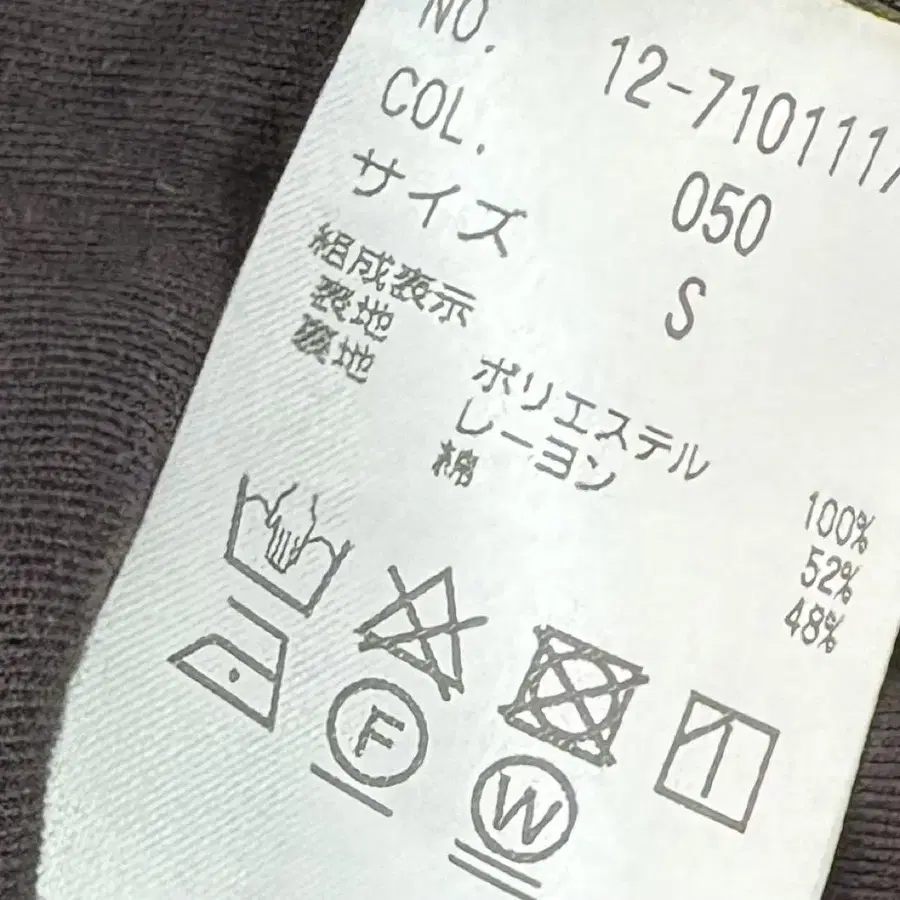 NO. 12-710111
COL. 050
サイズ S
組成表示
表地 ポリエステル 100%
裏地 レーヨン 52%
綿 48%
F
W